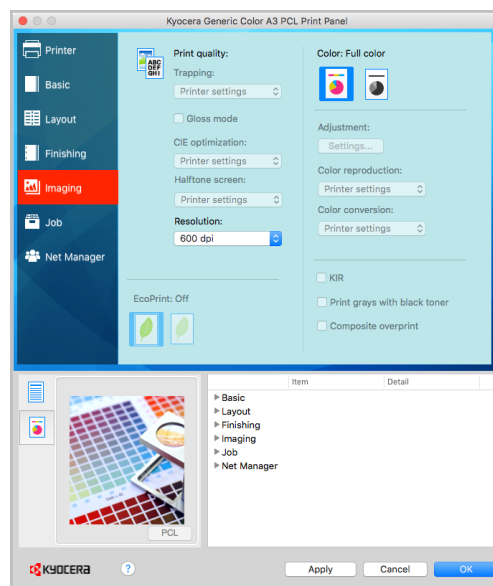 Kyocera Generic Color A3 PCL Print Panel
Printer
Basic
Layout
Finishing
Imaging
Job
Net Manager
ABC
DEF
GHI
Print quality:
Trapping:
Printer settings
Gloss mode
CIE optimization:
Printer settings
Halftone screen:
Printer settings
Resolution:
600 dpi
EcoPrint: Off
Color: Full color
Adjustment:
Settings...
Color reproduction:
Printer settings
Color conversion:
Printer settings
KIR
Print grays with black toner
Composite overprint
Item
Detail
Basic
Layout
Finishing
Imaging
Job
Net Manager
PCL
KYOCERA
?
Apply
Cancel
OK